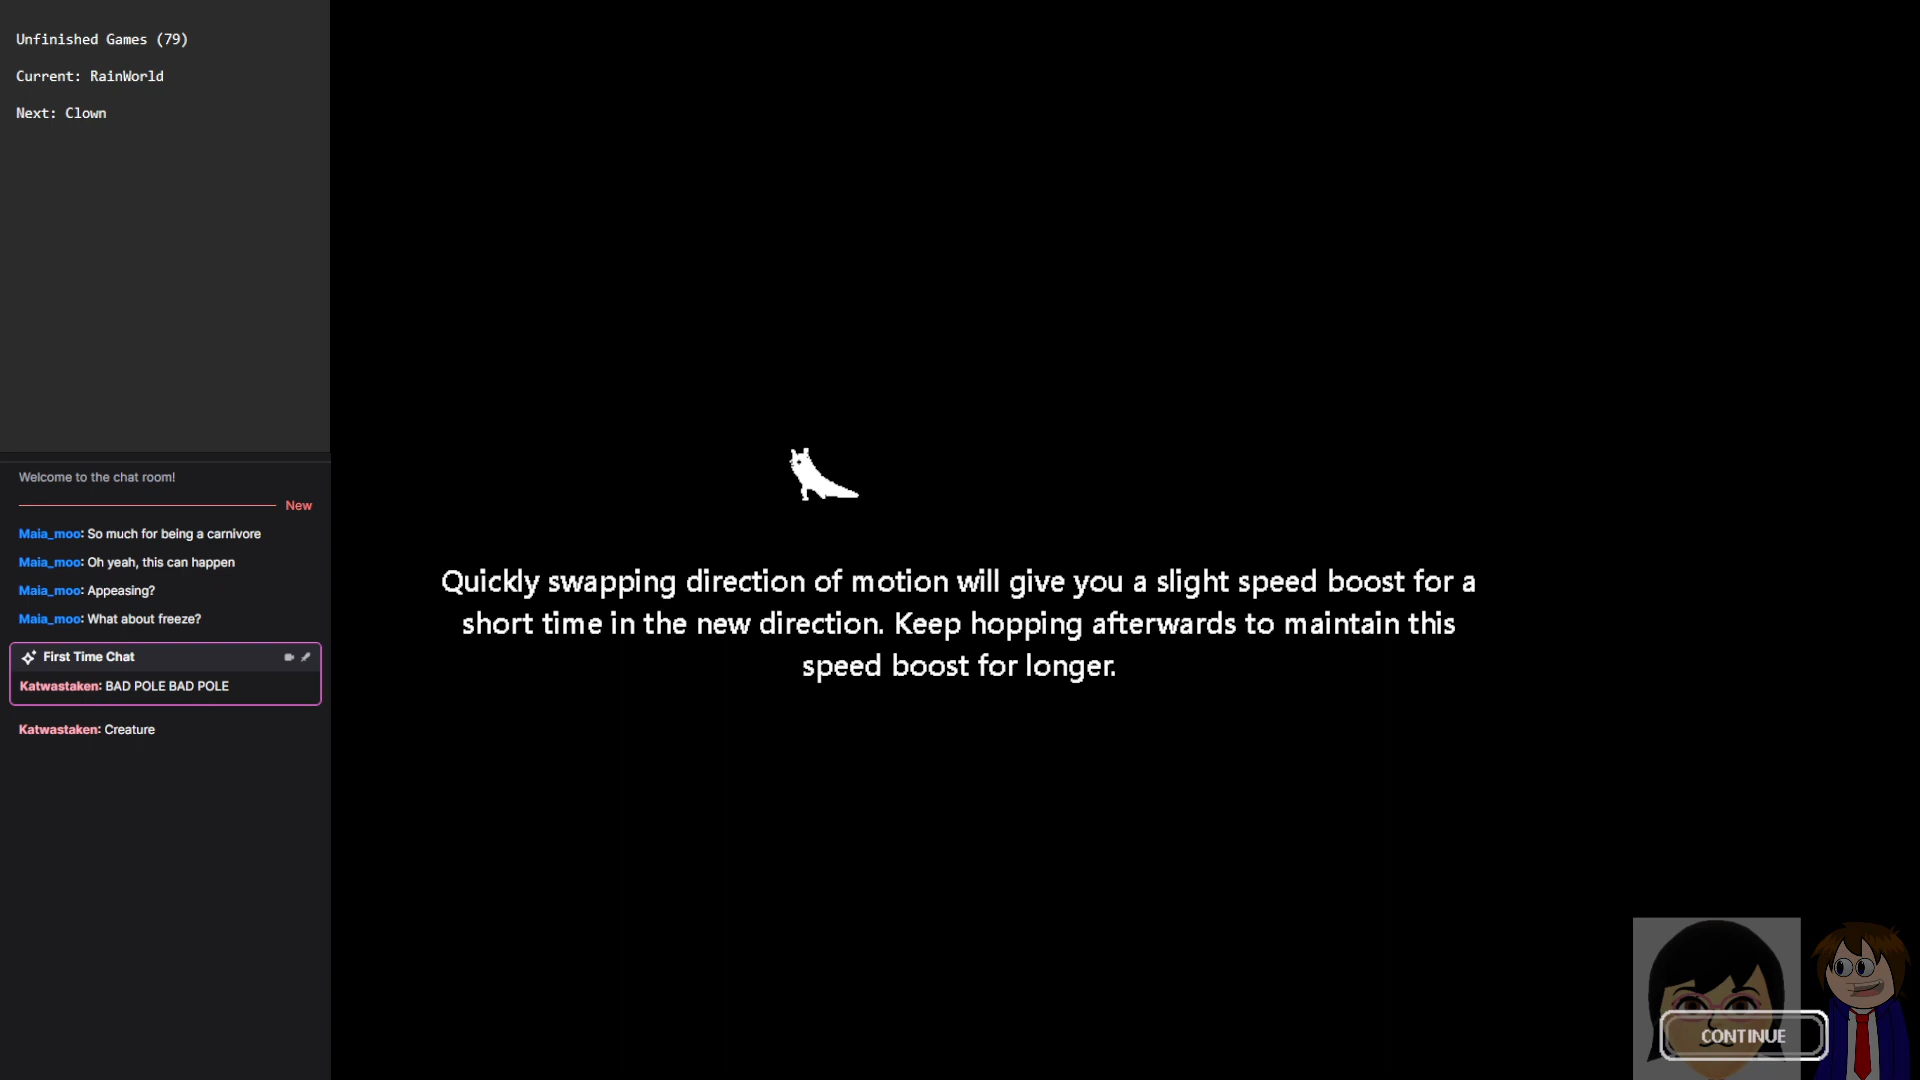 Unfinished Games (79)
Current: RainWorld
Next: Clown
Welcome to the chat room!
New
Maia_moo: So much for being a carnivore
Maia_moo: Oh yeah, this can happen
Maia_moo: Appeasing?
Maia_moo: What about freeze?
First Time Chat
Katwastaken: BAD POLE BAD POLE
Katwastaken: Creature
Quickly swapping direction of motion will give you a slight speed boost for a
short time in the new direction. Keep hopping afterwards to maintain this
speed boost for longer.
CONTINUE